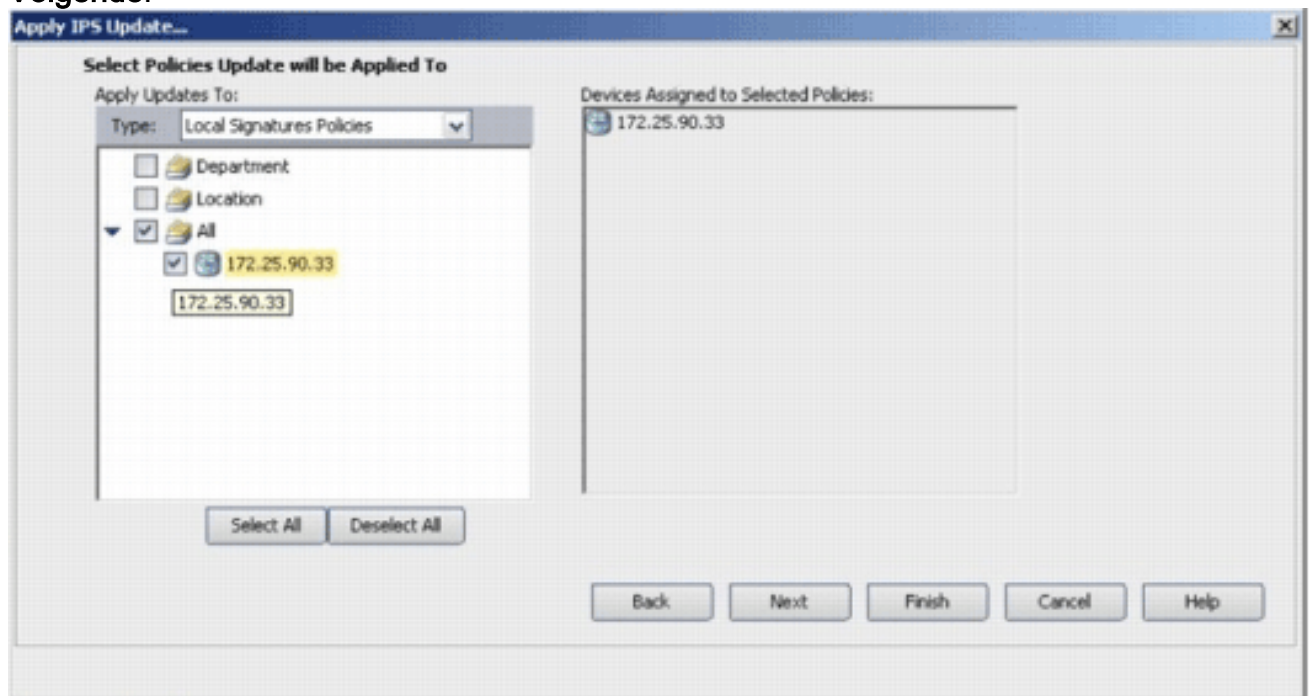 Volgende.
Apply IPS Update...
Select Policies Update will be Applied To
Apply Updates To:
Type: Local Signatures Policies
Department
Location
All
172.25.90.33
172.25.90.33
Select All
Deselect All
Devices Assigned to Selected Policies:
172.25.90.33
Back
Next
Finish
Cancel
Help